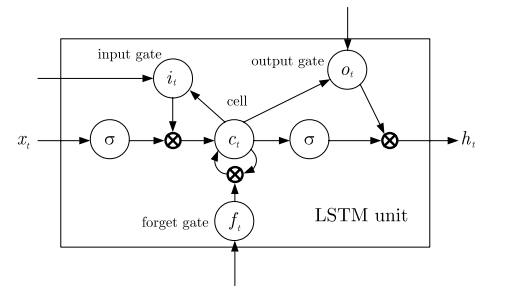 input gate
output gate
i_t
o_t
cell
x_t
σ
c_t
σ
h_t
forget gate
f_t
LSTM unit